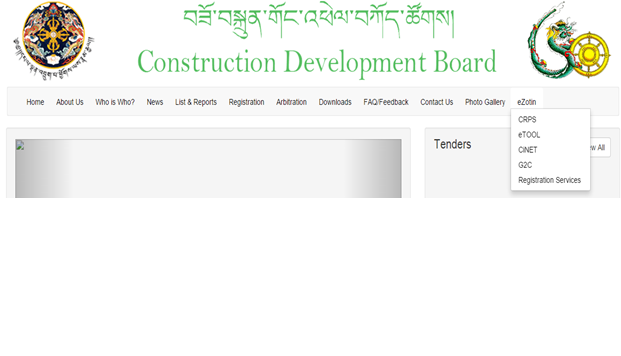 བཟོ་བསྐྲུན་གོང་འཕེལ་བཀོད་ཚོགས།
Construction Development Board
Home About Us Who is Who? News List & Reports Registration Arbitration Downloads FAQ/Feedback Contact Us Photo Gallery eZotin
CRPS
Tenders
eTOOL
CiNET
G2C
Registration Services
All